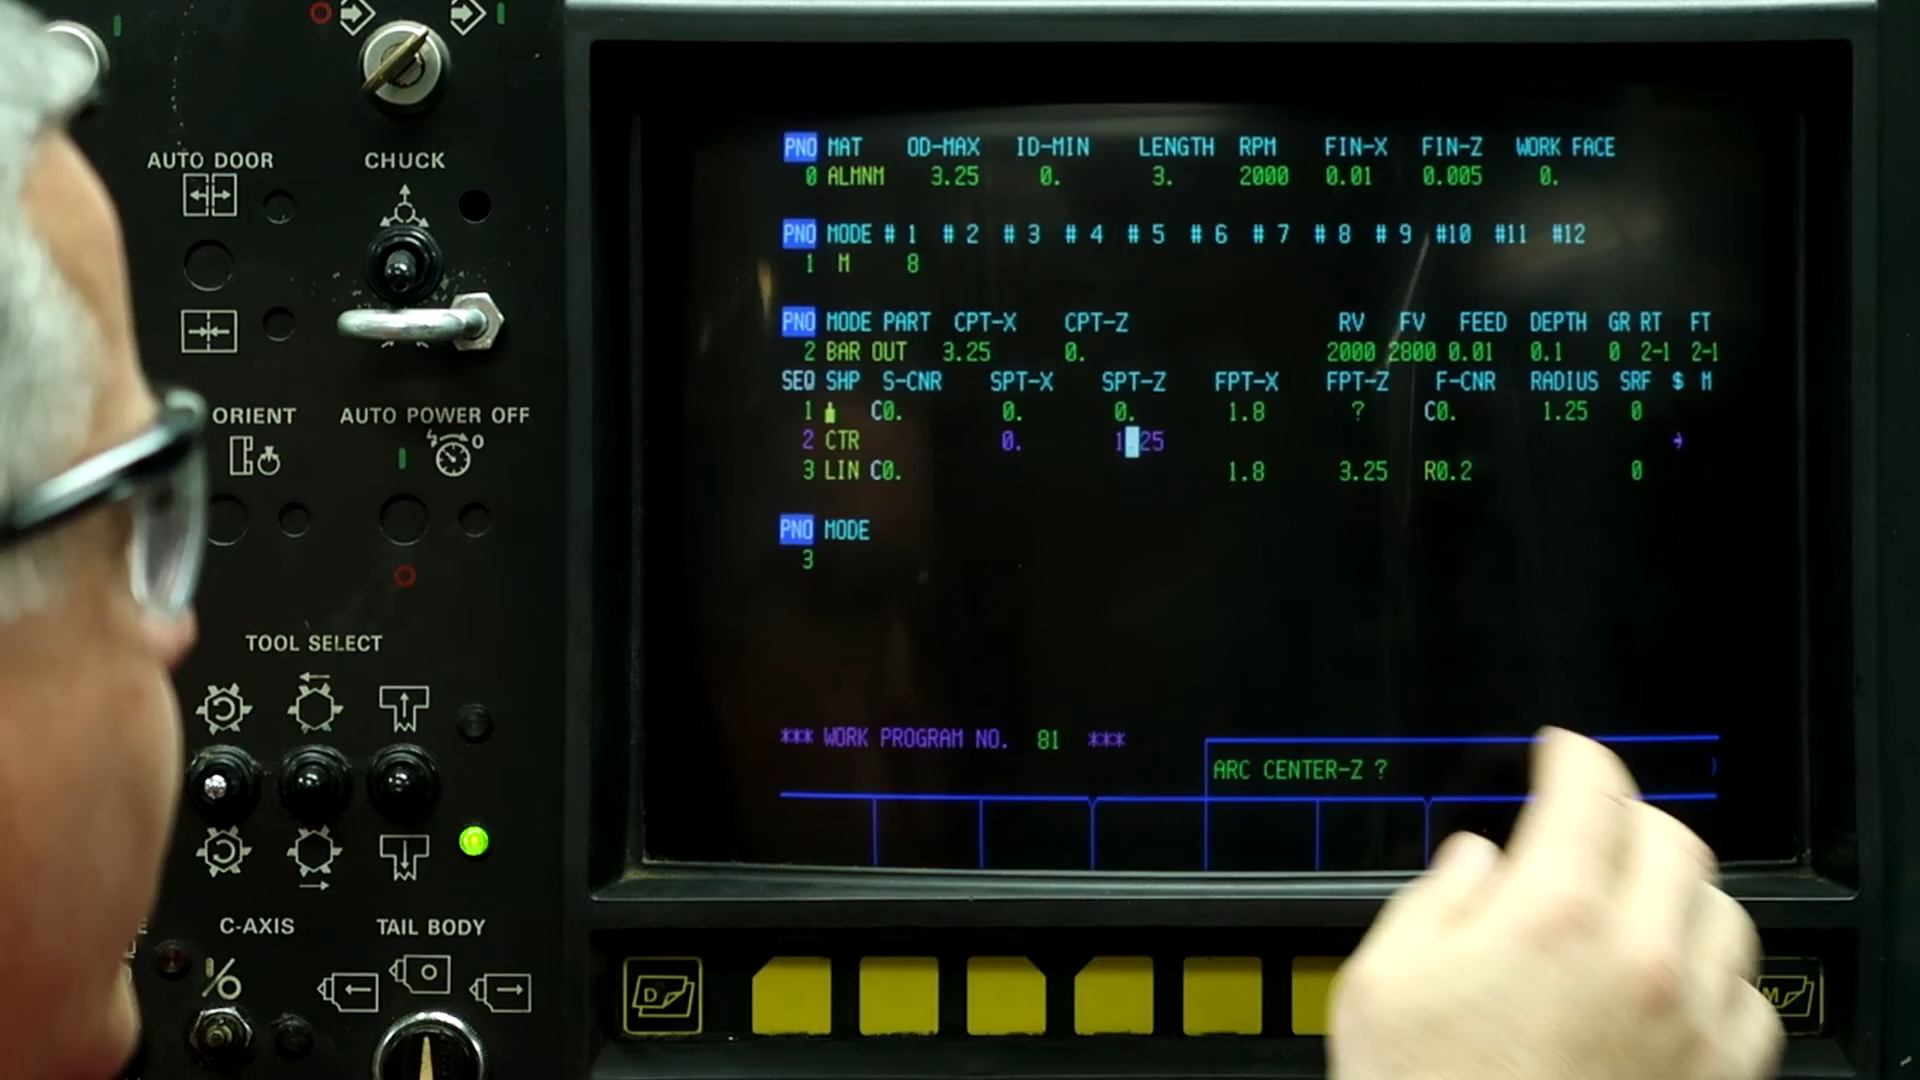 AUTO DOOR
CHUCK
ORIENT
AUTO POWER OFF
TOOL SELECT
C-AXIS
TAIL BODY
PNO MAT OD-MAX ID-MIN LENGTH RPM FIN-X FIN-Z WORK FACE
0 ALMNM 3.25 0. 3. 2000 0.01 0.005 0.
PNO MODE # 1 # 2 # 3 # 4 # 5 # 6 # 7 # 8 # 9 #10 #11 #12
1 M 8
PNO MODE PART CPT-X CPT-Z RV FV FEED DEPTH GR RT FT
2 BAR OUT 3.25 0. 2000 2800 0.01 0.1 0 2-1 2-1
SEQ SHP S-CNR SPT-X SPT-Z FPT-X FPT-Z F-CNR RADIUS SRF $ M
1 C0. 0. 0. 1.8 ? C0. 1.25 0
2 CTR 0. 1.25
3 LIN C0. 1.8 3.25 R0.2 0
PNO MODE
3
*** WORK PROGRAM NO. 81 ***
ARC CENTER-Z ?
D
M